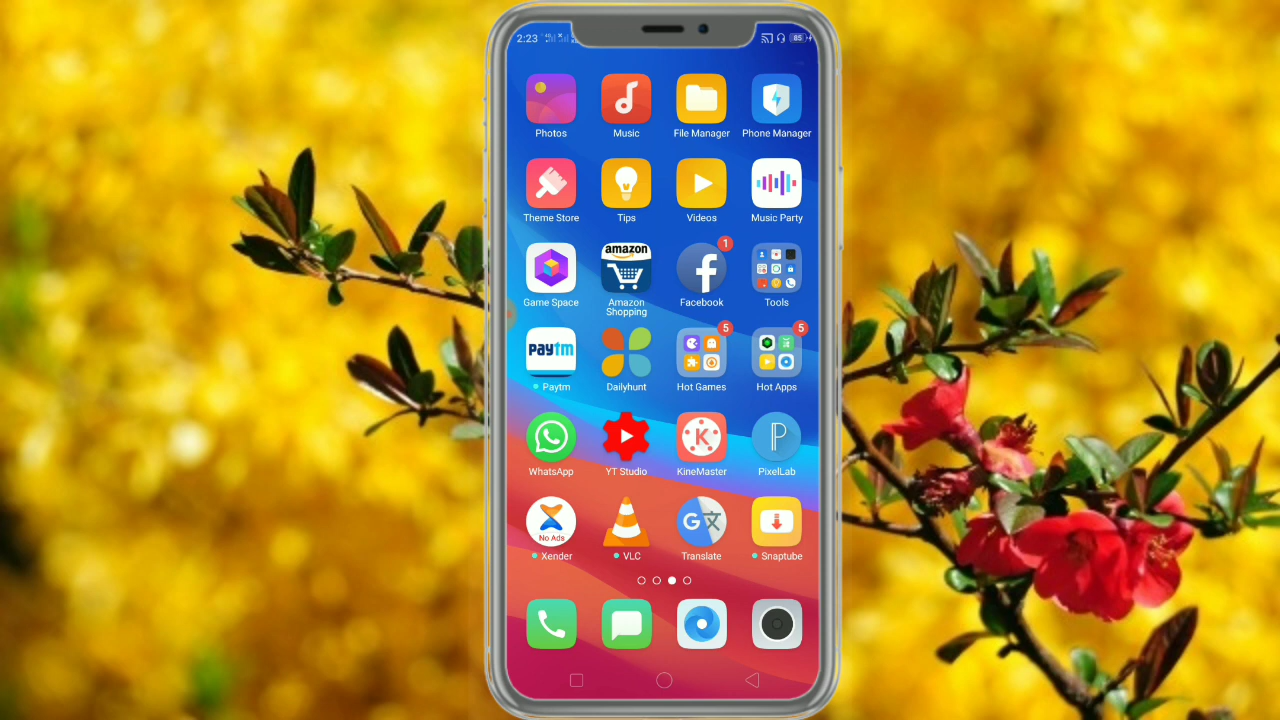 2:23
85
Photos
Music
File Manager
Phone Manager
Theme Store
Tips
Videos
Music Party
amazon
1
Game Space
Amazon
Shopping
Facebook
Tools
paytm
5
5
Paytm
Dailyhunt
Hot Games
Hot Apps
K
P
WhatsApp
YT Studio
KineMaster
PixelLab
No Ads
G文
Xender
VLC
Translate
Snaptube